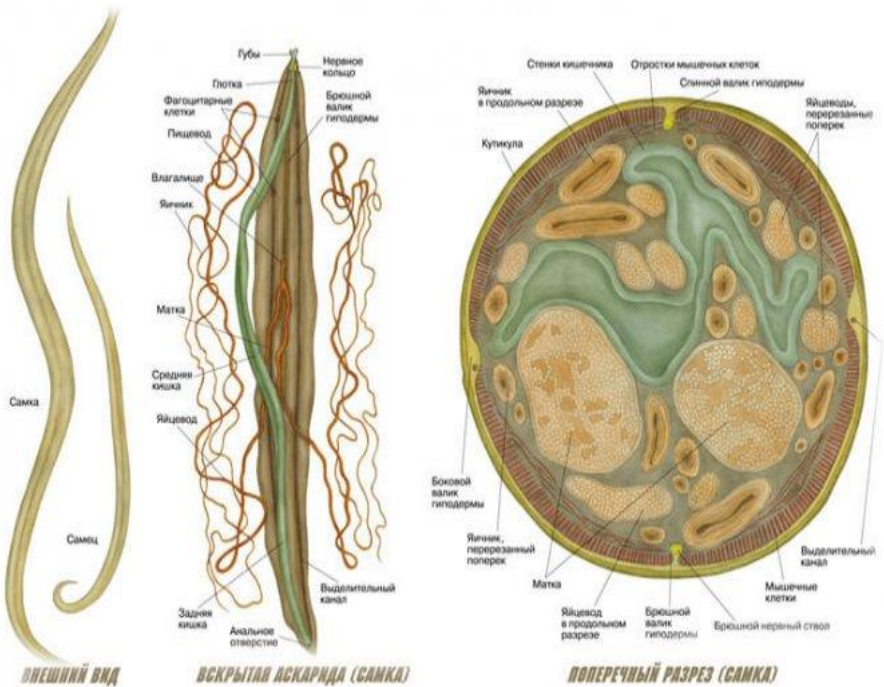 Самка
Самец
ВНЕШНИЙ ВИД
Губы
Нервное
кольцо
Глотка
Фагоцитарные
клетки
Брюшной
валик
гиподермы
Пищевод
Влагалище
Яичник
Матка
Средняя
кишка
Яйцевод
Задняя
кишка
Выделительный
канал
Анальное
отверстие
ВСКРЫТАЯ АСКАРИДА (САМКА)
Стенки кишечника
Отростки мышечных клеток
Спинной валик гиподермы
Яичник
в продольном разрезе
Яйцеводы,
перерезанные
поперек
Кутикула
Боковой
валик
гиподермы
Яичник,
перерезанный
поперек
Матка
Яйцевод
в продольном
разрезе
Брюшной
валик
гиподермы
Брюшной нервный ствол
Мышечные
клетки
Выделительный
канал
ПОПЕРЕЧНЫЙ РАЗРЕЗ (САМКА)